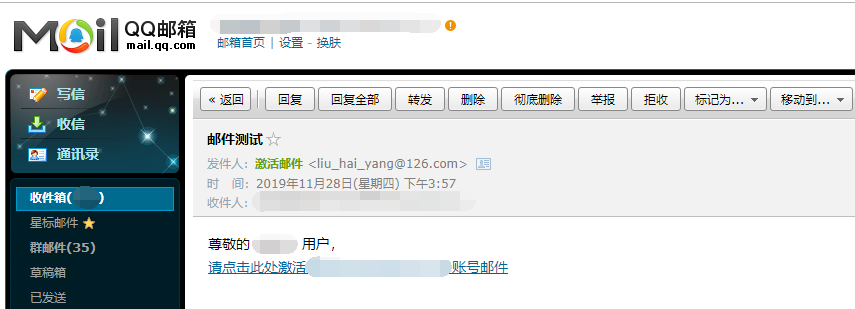 Mail QQ邮箱
mail.qq.com
邮箱首页 | 设置 - 换肤
写信
收信
通讯录
收件箱( )
星标邮件
群邮件(35)
草稿箱
已发送
« 返回 回复 回复全部 转发 删除 彻底删除 举报 拒收 标记为... 移动到...
邮件测试
发件人: 激活邮件 <liu_hai_yang@126.com>
时 间: 2019年11月28日(星期四) 下午3:57
收件人:
尊敬的 用户，
请点击此处激活 账号邮件